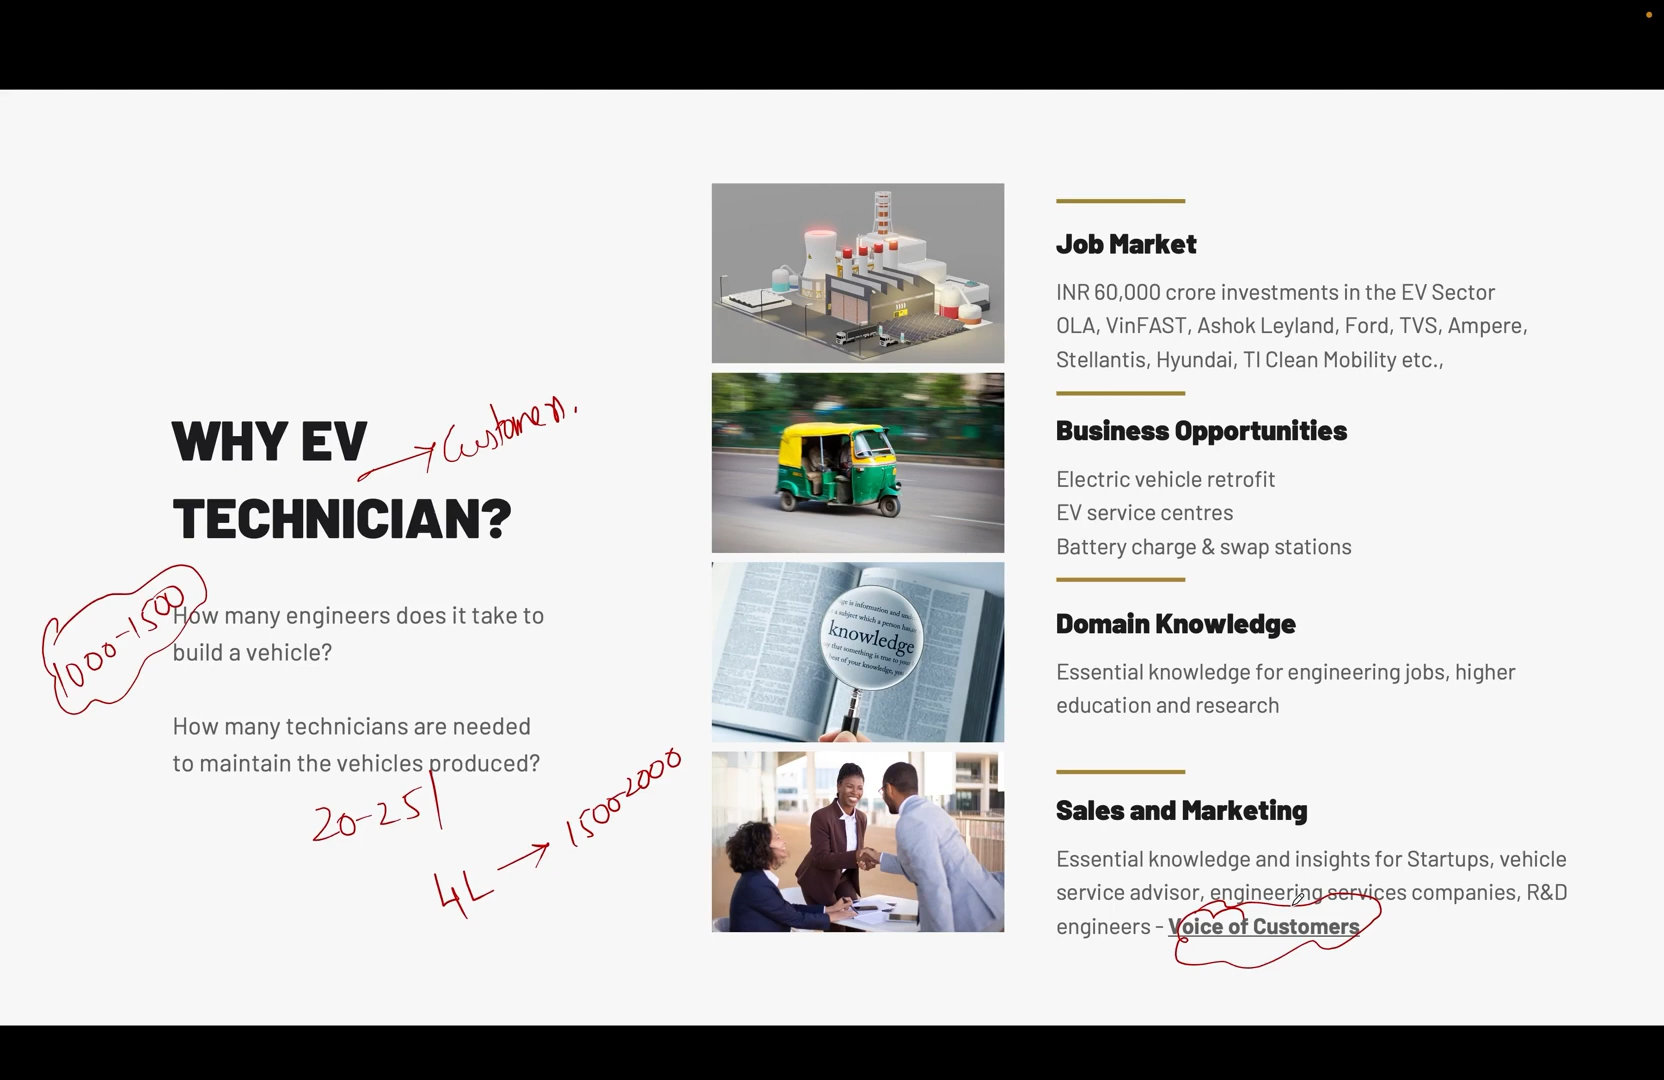 WHY EV
TECHNICIAN?
Customers.
1000-1500
How many engineers does it take to
build a vehicle?
How many technicians are needed
to maintain the vehicles produced?
20-25
4L → 1500-2000
knowledge
Job Market
INR 60,000 crore investments in the EV Sector
OLA, VinFAST, Ashok Leyland, Ford, TVS, Ampere,
Stellantis, Hyundai, TI Clean Mobility etc.,
Business Opportunities
Electric vehicle retrofit
EV service centres
Battery charge & swap stations
Domain Knowledge
Essential knowledge for engineering jobs, higher
education and research
Sales and Marketing
Essential knowledge and insights for Startups, vehicle
service advisor, engineering services companies, R&D
engineers - Voice of Customers